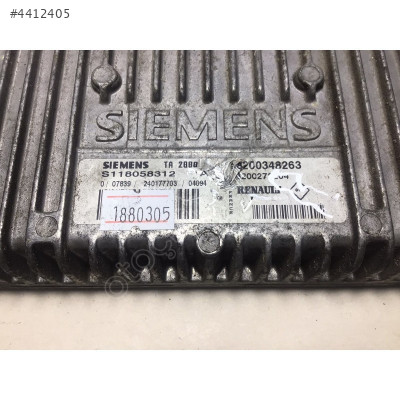 #4412405
SIEMENS
SIEMENS TA 2000
S118058312 A
8200348263
0/ 07839/ 240177703 / 04094
RENAULT
1880305